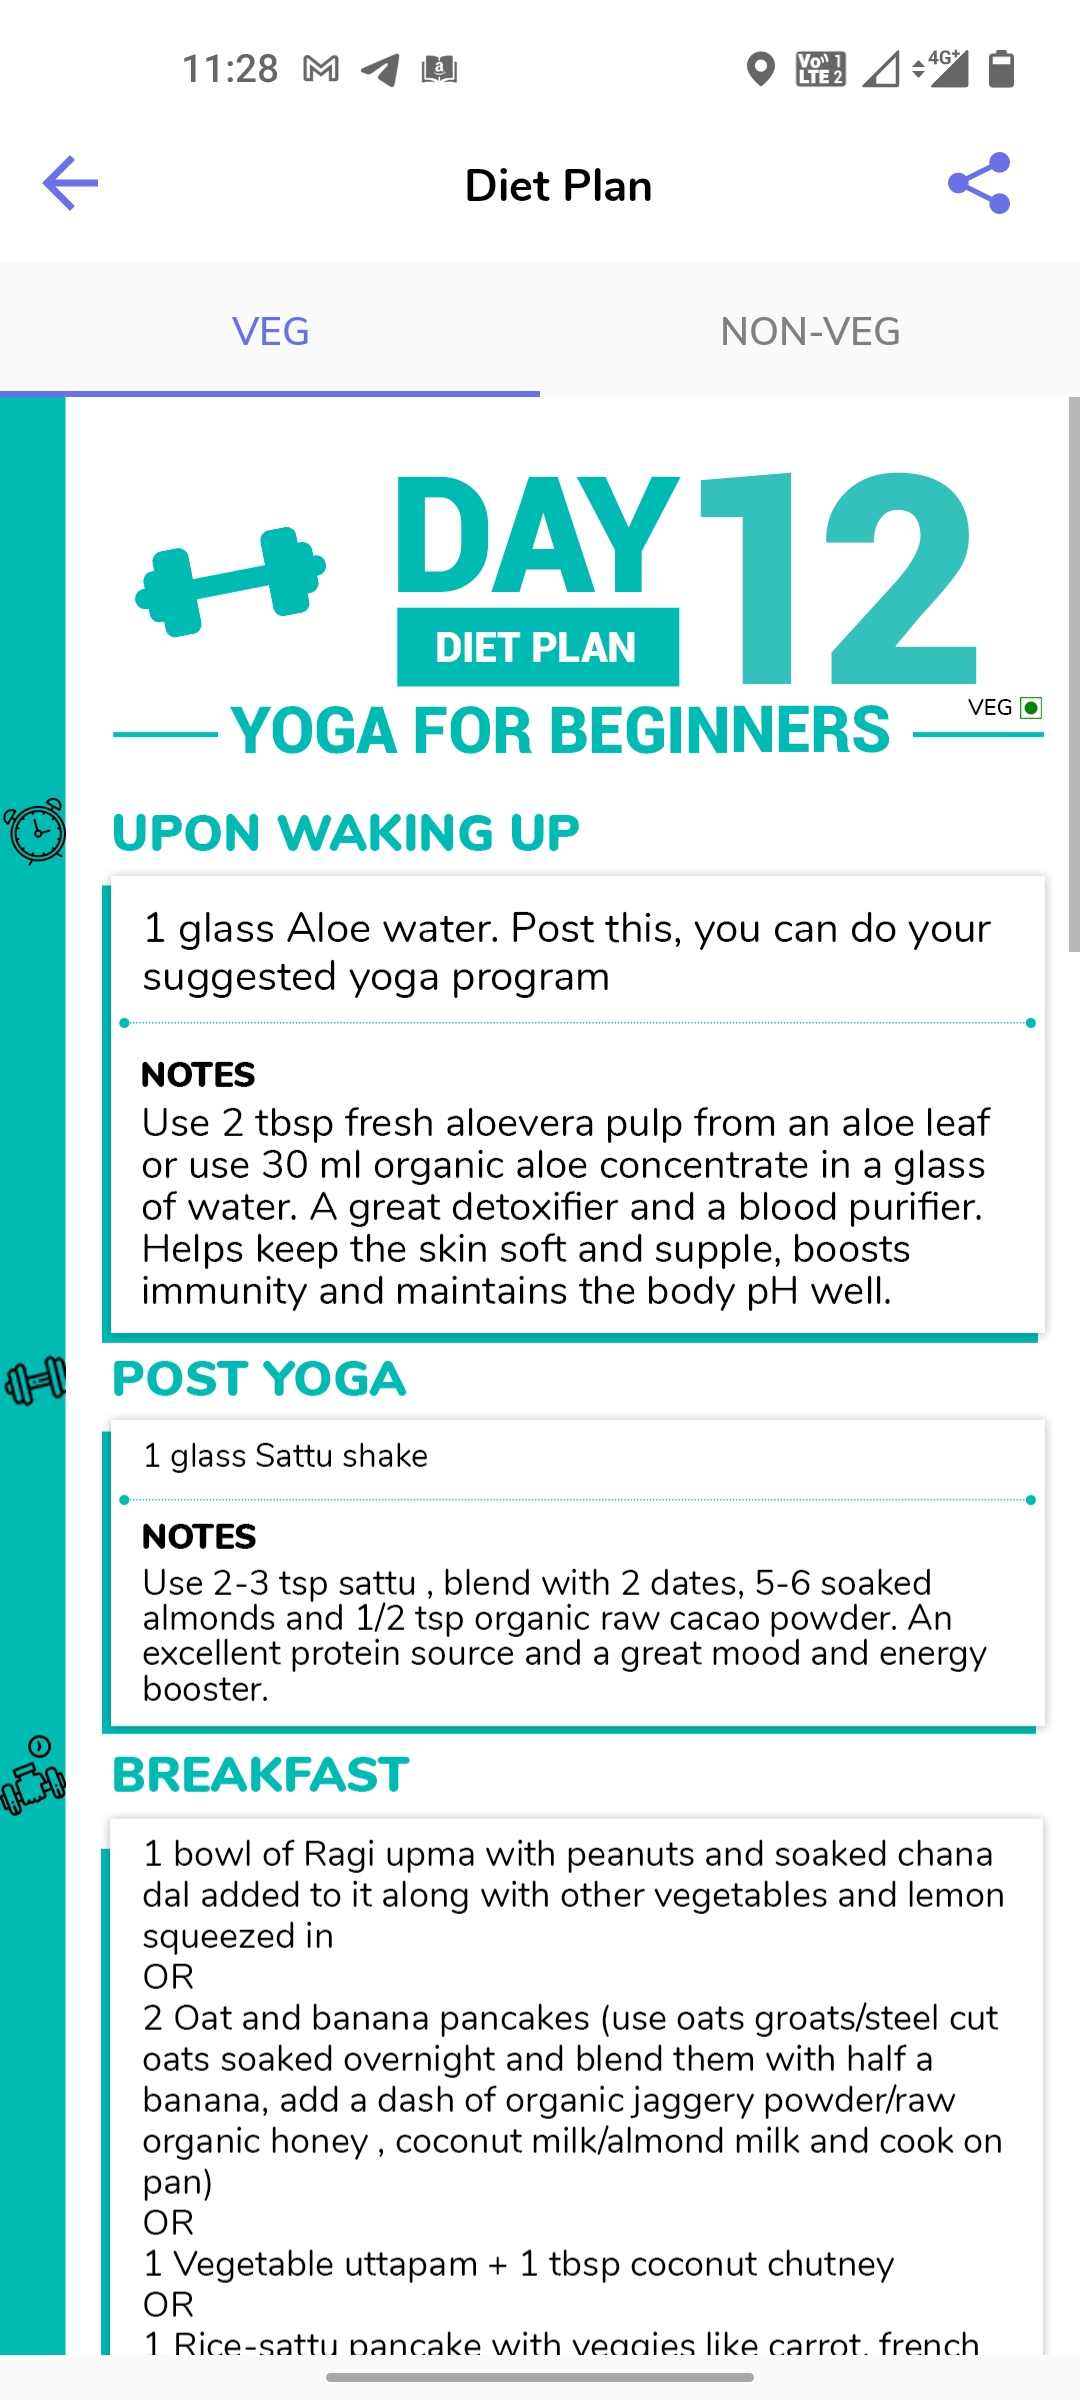 11:28
Vo 1
LTE 2
4G+
Diet Plan
VEG
NON-VEG
DAY 12
DIET PLAN
VEG
YOGA FOR BEGINNERS
UPON WAKING UP
1 glass Aloe water. Post this, you can do your
suggested yoga program
NOTES
Use 2 tbsp fresh aloevera pulp from an aloe leaf
or use 30 ml organic aloe concentrate in a glass
of water. A great detoxifier and a blood purifier.
Helps keep the skin soft and supple, boosts
immunity and maintains the body pH well.
POST YOGA
1 glass Sattu shake
NOTES
Use 2-3 tsp sattu , blend with 2 dates, 5-6 soaked
almonds and 1/2 tsp organic raw cacao powder. An
excellent protein source and a great mood and energy
booster.
BREAKFAST
1 bowl of Ragi upma with peanuts and soaked chana
dal added to it along with other vegetables and lemon
squeezed in
OR
2 Oat and banana pancakes (use oats groats/steel cut
oats soaked overnight and blend them with half a
banana, add a dash of organic jaggery powder/raw
organic honey , coconut milk/almond milk and cook on
pan)
OR
1 Vegetable uttapam + 1 tbsp coconut chutney
OR
1 Rice-sattu pancake with veggies like carrot, french